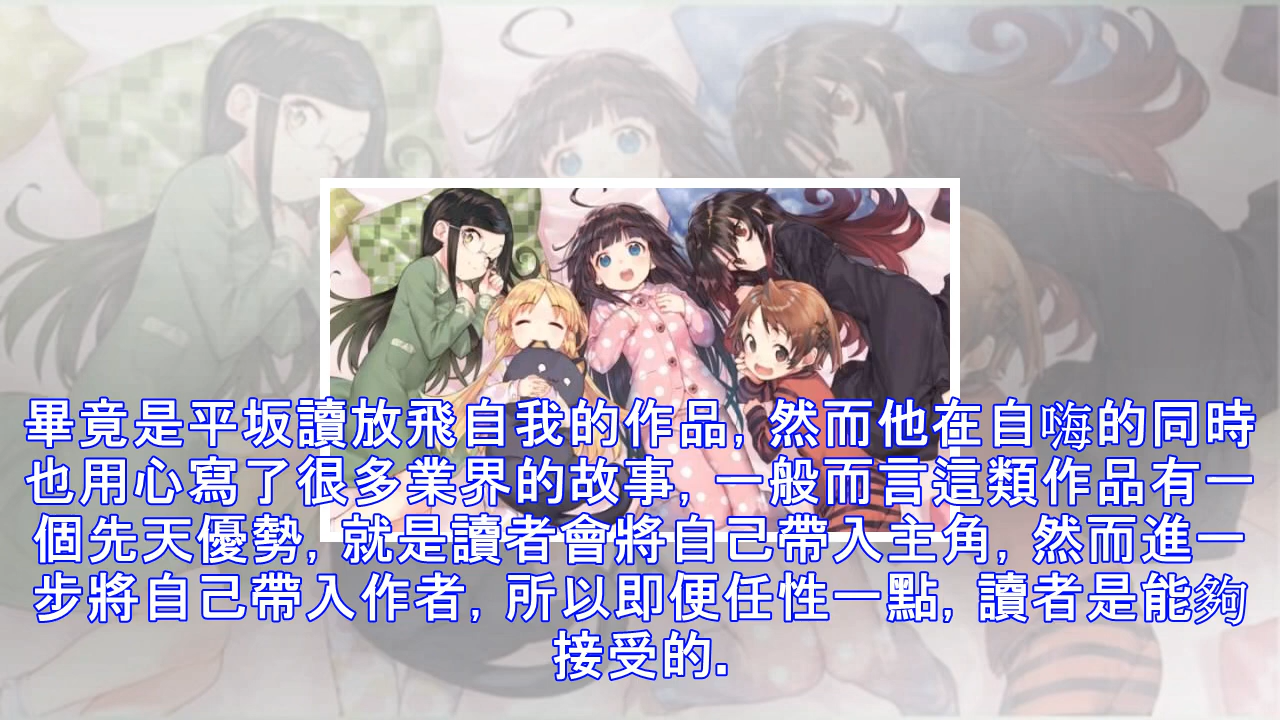 畢竟是平坂讀放飛自我的作品, 然而他在自嗨的同時
也用心寫了很多業界的故事, 一般而言這類作品有一
個先天優勢, 就是讀者會將自己帶入主角, 然而進一
步將自己帶入作者, 所以即便任性一點, 讀者是能夠
接受的.